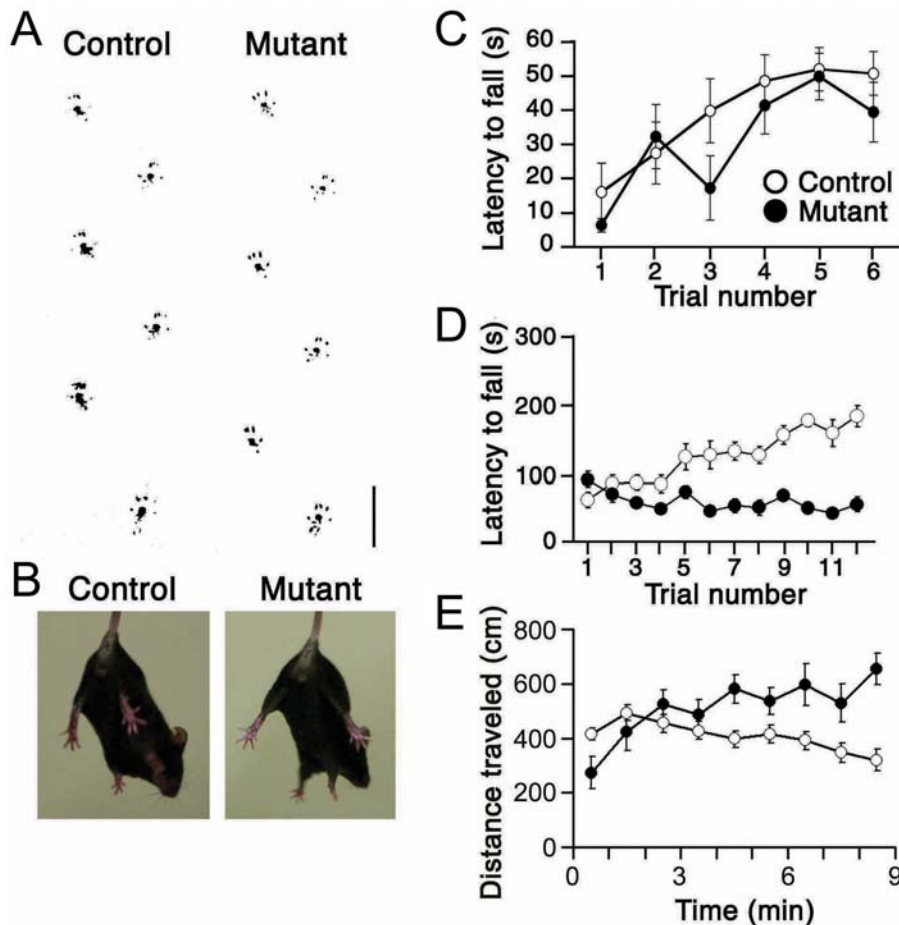 A
Control Mutant
B
Control Mutant
C
Latency to fall (s)
60
50
40
30
20
10
0
Control
Mutant
1 2 3 4 5 6
Trial number
D
Latency to fall (s)
300
200
100
0
1 3 5 7 9 11
Trial number
E
Distance traveled (cm)
800
600
400
200
0
0 3 6 9
Time (min)